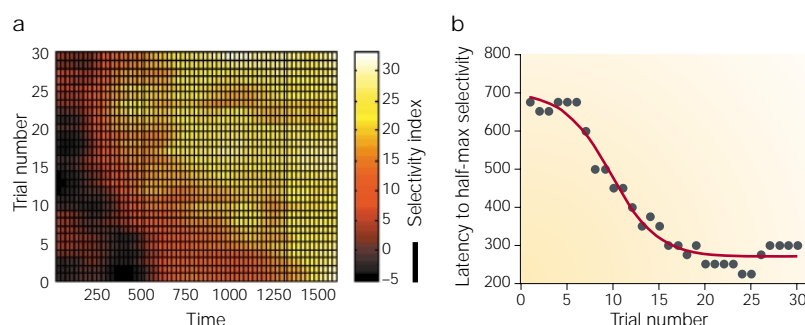 a
30
25
20
15
10
5
0
Trial number
250 500 750 1000 1250 1500
Time
30
25
20
15
10
5
0
−5
Selectivity index
b
800
700
600
500
400
300
200
Latency to half-max selectivity
0 5 10 15 20 25 30
Trial number